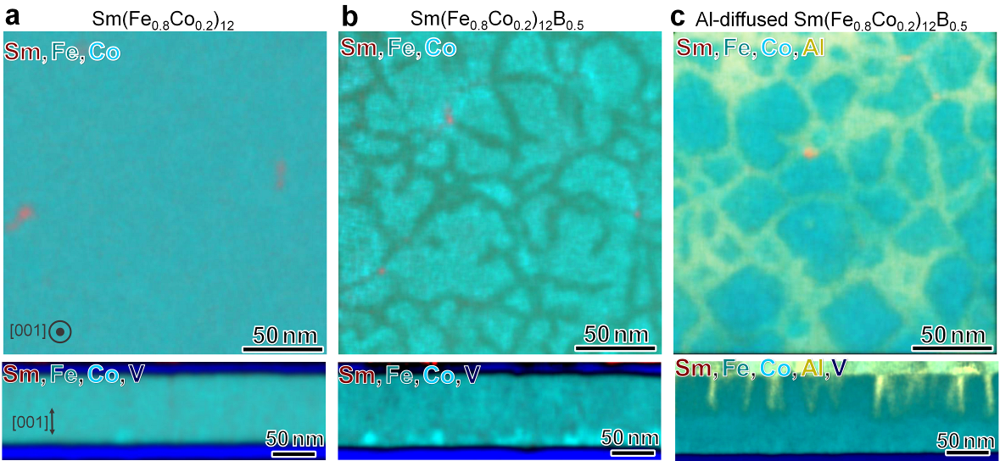 a Sm(Fe0.8Co0.2)12
Sm, Fe, Co
[001]
50 nm
Sm, Fe, Co, V
[001]
50 nm
b Sm(Fe0.8Co0.2)12B0.5
Sm, Fe, Co
50 nm
Sm, Fe, Co, V
50 nm
c Al-diffused Sm(Fe0.8Co0.2)12B0.5
Sm, Fe, Co, Al
50 nm
Sm, Fe, Co, Al, V
50 nm